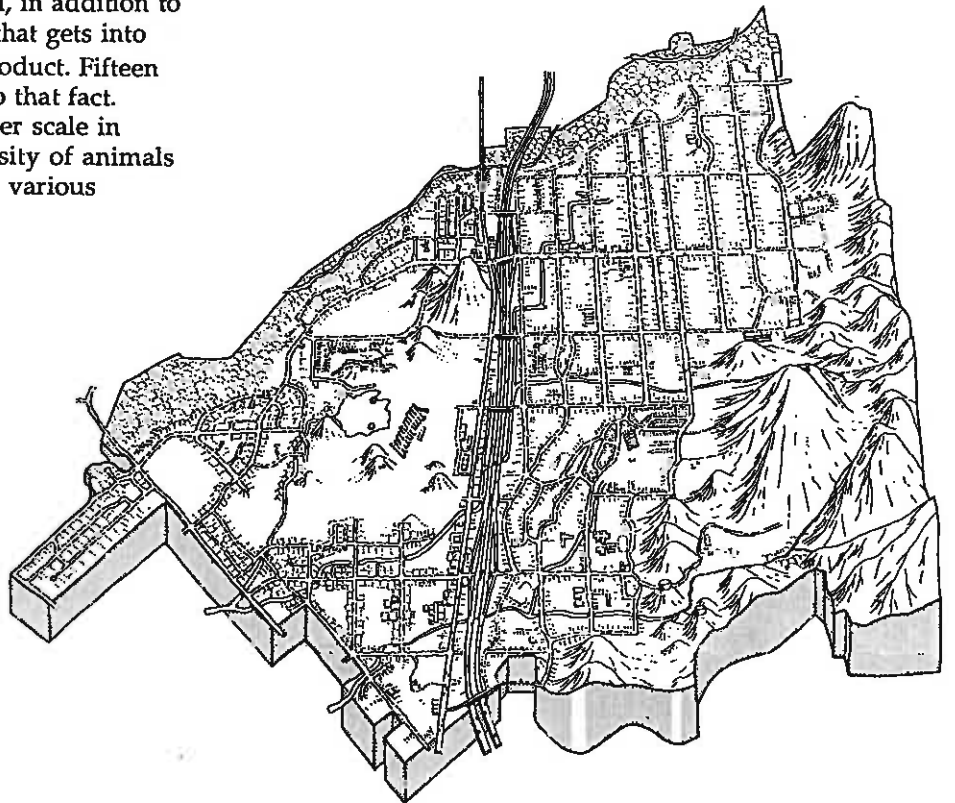 , in addition to
that gets into
oduct. Fifteen
o that fact.
er scale in
sity of animals
various